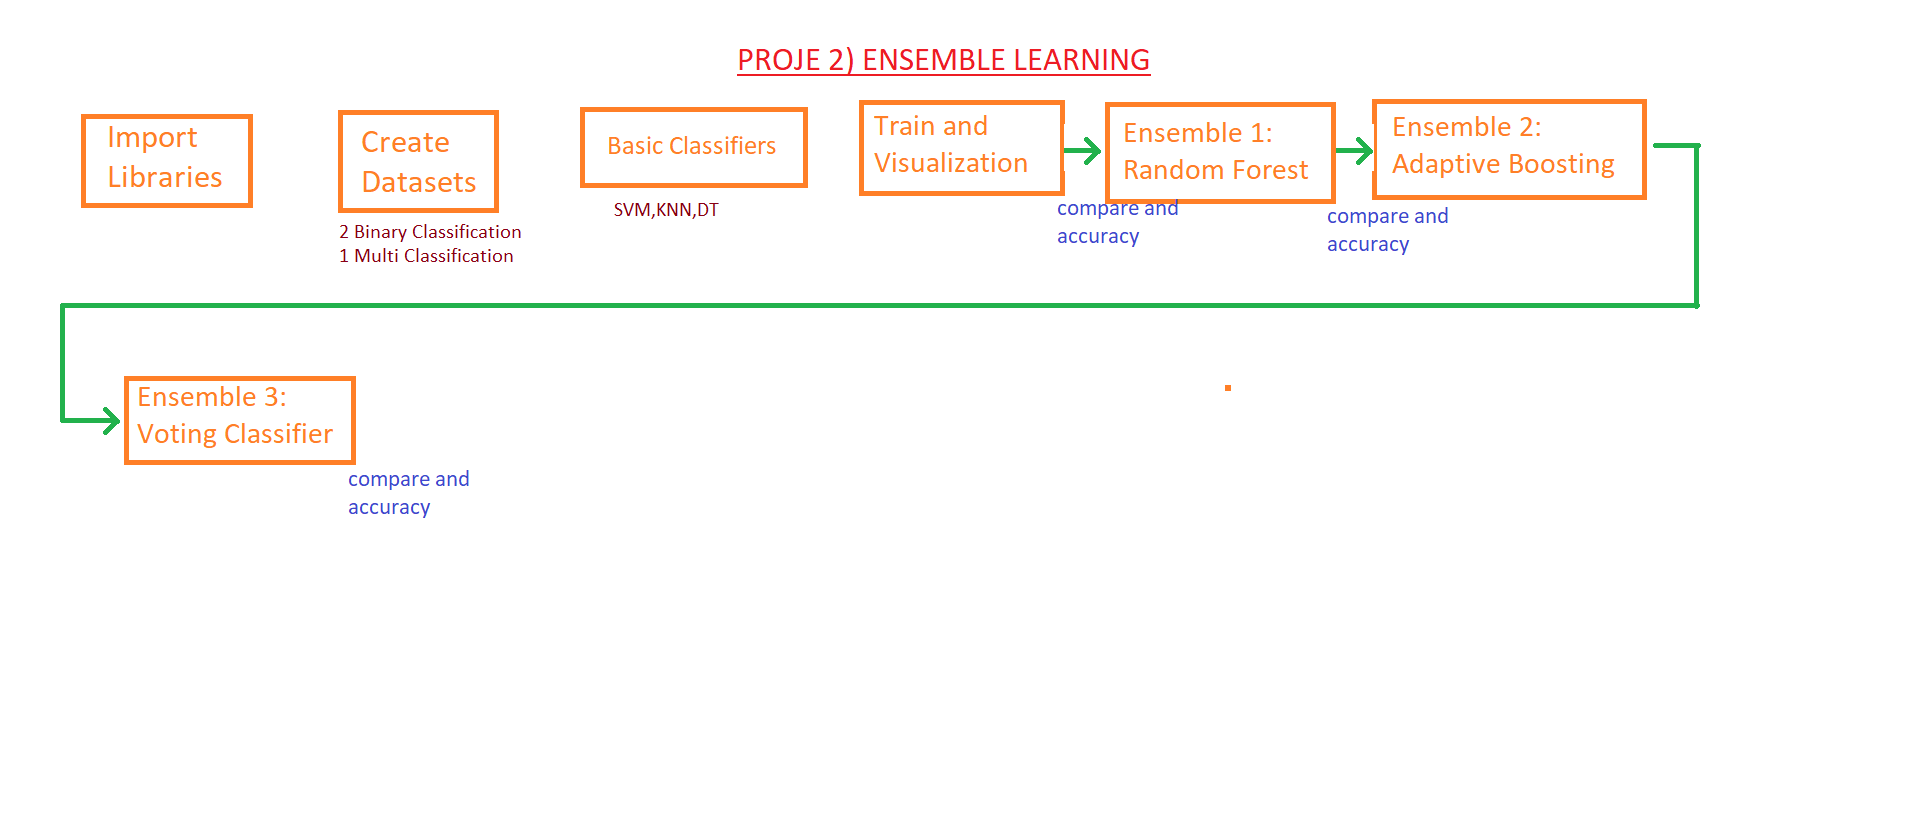 PROJE 2) ENSEMBLE LEARNING
Import
Libraries
Create
Datasets
2 Binary Classification
1 Multi Classification
Basic Classifiers
SVM,KNN,DT
Train and
Visualization
compare and
accuracy
Ensemble 1:
Random Forest
compare and
accuracy
Ensemble 2:
Adaptive Boosting
Ensemble 3:
Voting Classifier
compare and
accuracy